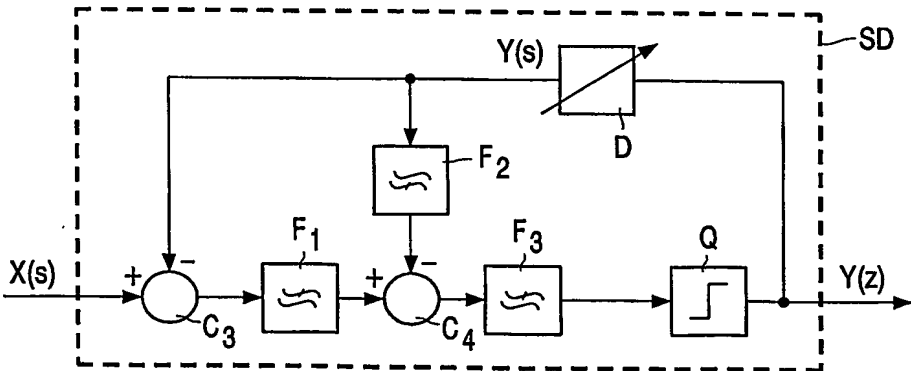 Y(s)
SD
D
F2
F1
F3
Q
X(s)
+
-
+
-
Y(z)
C3
C4